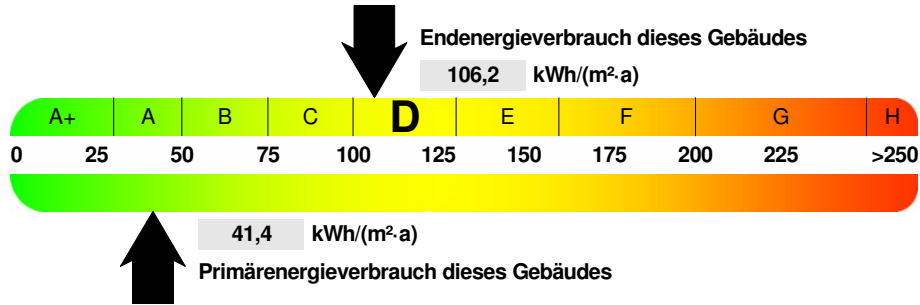 Endenergieverbrauch dieses Gebäudes
106,2 kWh/(m²·a)
A+ A B C D E F G H
0 25 50 75 100 125 150 175 200 225 >250
41,4 kWh/(m²·a)
Primärenergieverbrauch dieses Gebäudes